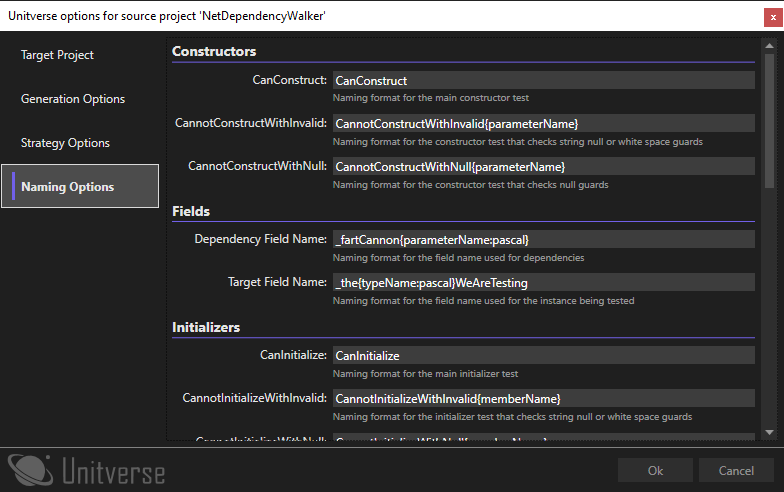 Unitverse options for source project 'NetDependencyWalker'
x
Target Project
Generation Options
Strategy Options
Naming Options
Constructors
CanConstruct: CanConstruct
Naming format for the main constructor test
CannotConstructWithInvalid: CannotConstructWithInvalid{parameterName}
Naming format for the constructor test that checks string null or white space guards
CannotConstructWithNull: CannotConstructWithNull{parameterName}
Naming format for the constructor test that checks null guards
Fields
Dependency Field Name: _fartCannon{parameterName:pascal}
Naming format for the field name used for dependencies
Target Field Name: _the{typeName:pascal}WeAreTesting
Naming format for the field name used for the instance being tested
Initializers
CanInitialize: CanInitialize
Naming format for the main initializer test
CannotInitializeWithInvalid: CannotInitializeWithInvalid{memberName}
Naming format for the initializer test that checks string null or white space guards
CannotInitializeWithNull: CannotInitializeWithNull{memberName}
Unitverse
Ok
Cancel